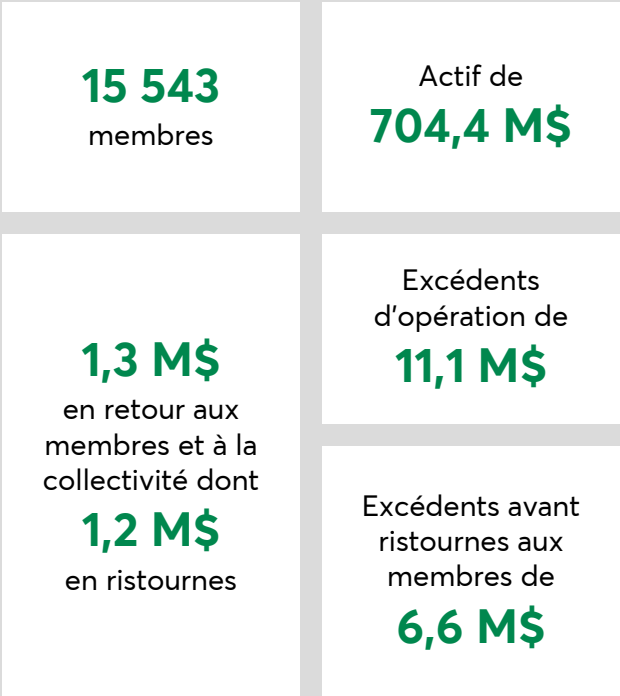 15 543
membres
Actif de
704,4 M$
1,3 M$
en retour aux
membres et à la
collectivité dont
1,2 M$
en ristournes
Excédents
d’opération de
11,1 M$
Excédents avant
ristournes aux
membres de
6,6 M$